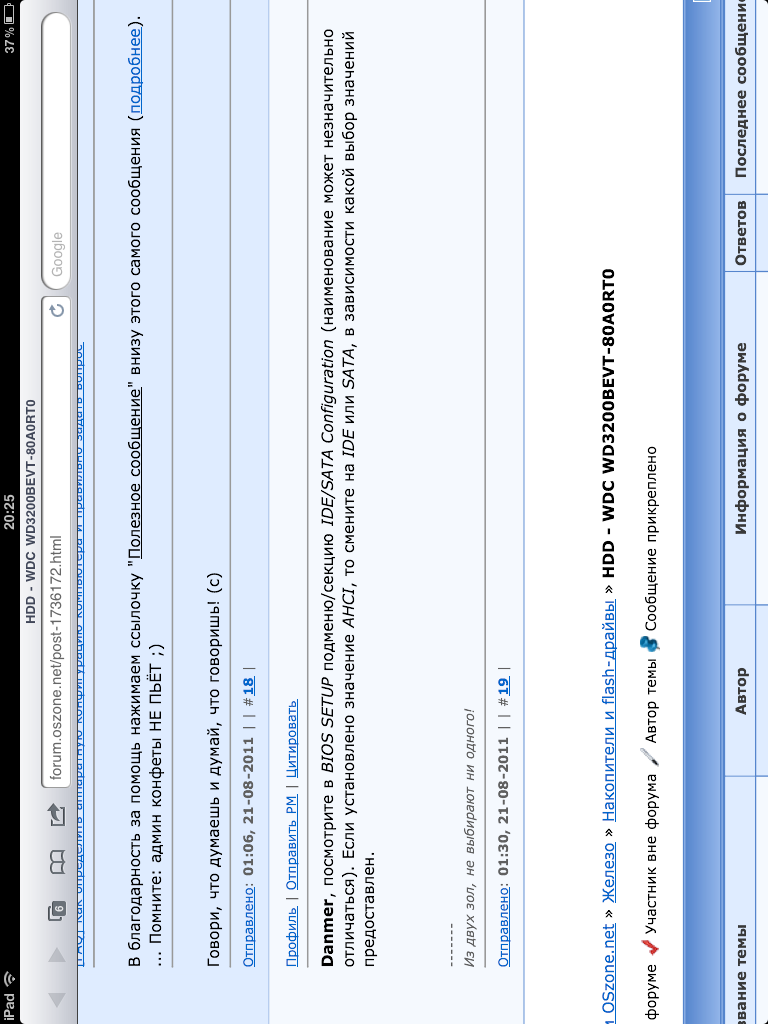 iPad 20:25 37%
HDD - WDC WD3200BEVT-80A0RT0
6 forum.oszone.net/post-1736172.html Google
FAQ] Как определить аппаратную конфигурацию компьютера и правильно задать вопрос
В благодарность за помощь нажимаем ссылочку "Полезное сообщение" внизу этого самого сообщения (подробнее).
... Помните: админ конфеты НЕ ПЬЁТ ;)
Говори, что думаешь и думай, что говоришь! (с)
Отправлено: 01:06, 21-08-2011 | | #18 |
Профиль | Отправить PM | Цитировать
Danmer, посмотрите в BIOS SETUP подменю/секцию IDE/SATA Configuration (наименование может незначительно
отличаться). Если установлено значение AHCI, то смените на IDE или SATA, в зависимости какой выбор значений
предоставлен.
-------
Из двух зол, не выбирают ни одного!
Отправлено: 01:30, 21-08-2011 | | #19 |
OSzone.net » Железо » Накопители и flash-драйвы » HDD - WDC WD3200BEVT-80A0RT0
форуме Участник вне форума Автор темы Сообщение прикреплено
звание темы Автор Информация о форуме Ответов Последнее сообщение